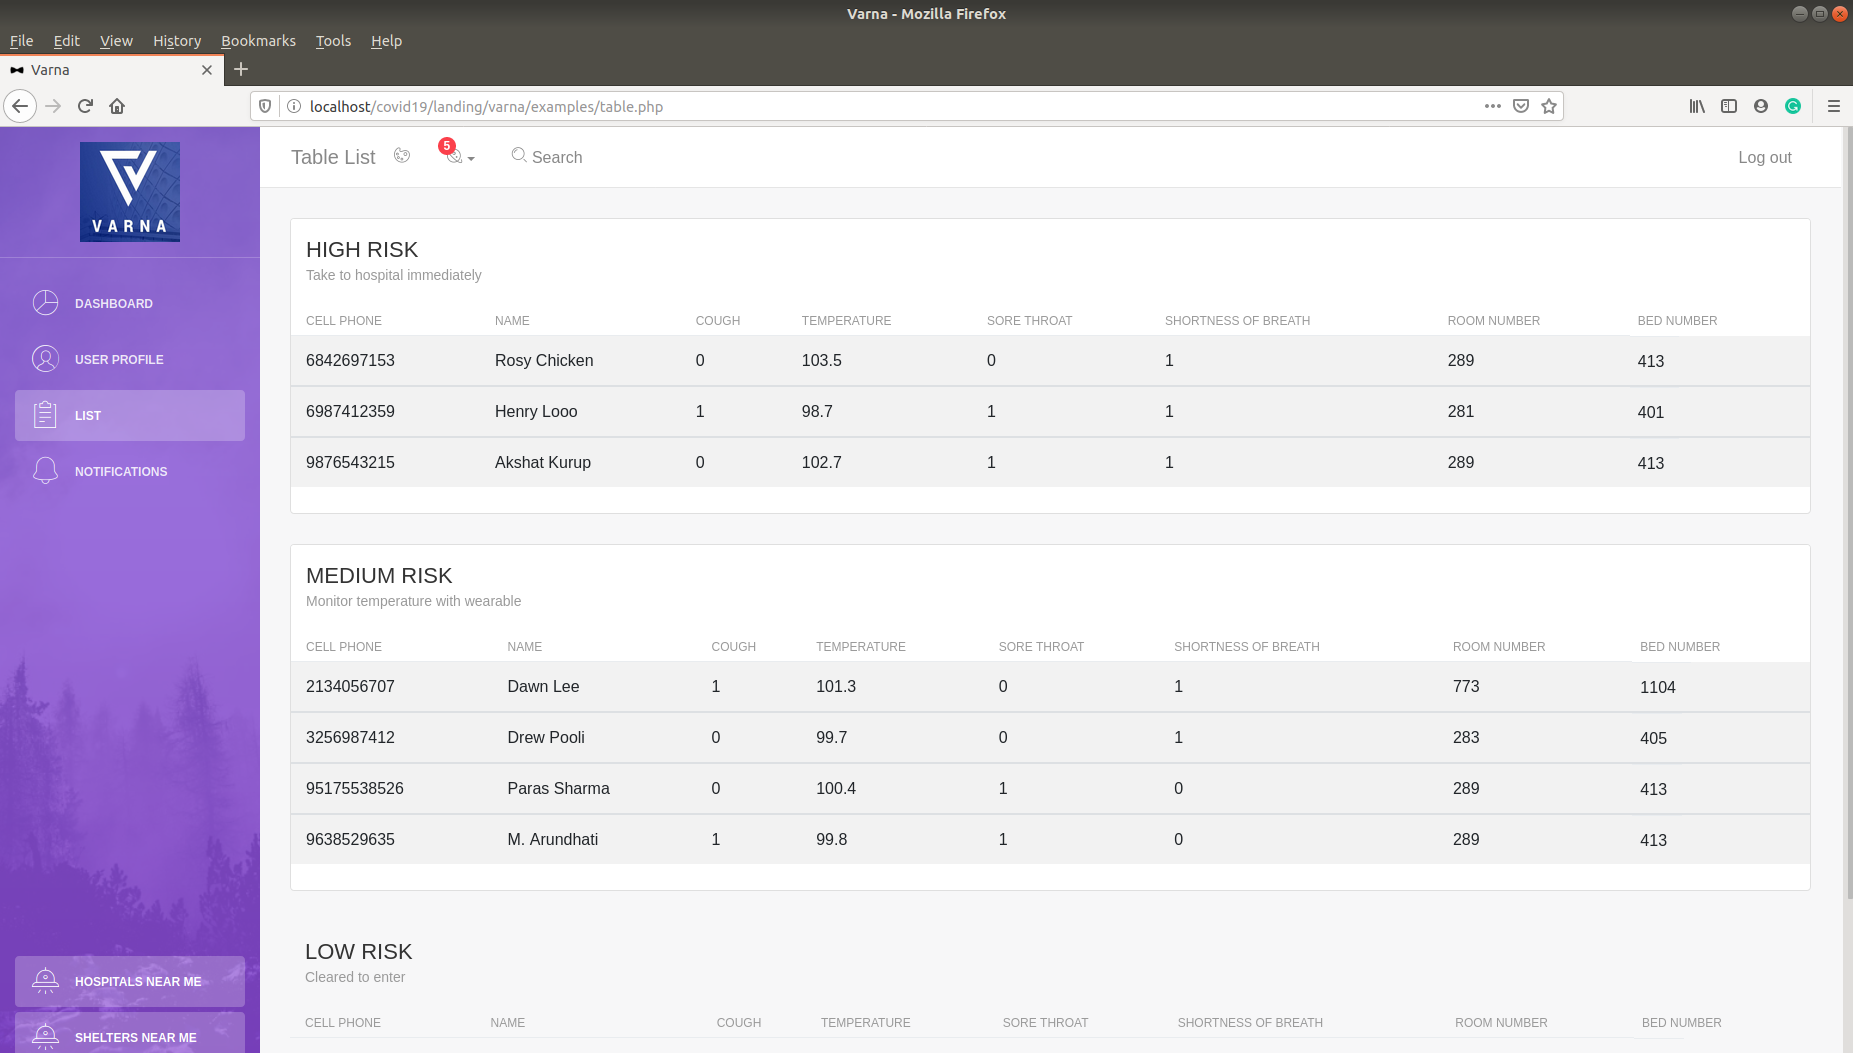 Varna - Mozilla Firefox
File Edit View History Bookmarks Tools Help
Varna
localhost/covid19/landing/varna/examples/table.php
VARNA
DASHBOARD
USER PROFILE
LIST
NOTIFICATIONS
HOSPITALS NEAR ME
SHELTERS NEAR ME
Table List 5 Search Log out
HIGH RISK
Take to hospital immediately
CELL PHONE NAME COUGH TEMPERATURE SORE THROAT SHORTNESS OF BREATH ROOM NUMBER BED NUMBER
6842697153 Rosy Chicken 0 103.5 0 1 289 413
6987412359 Henry Looo 1 98.7 1 1 281 401
9876543215 Akshat Kurup 0 102.7 1 1 289 413
MEDIUM RISK
Monitor temperature with wearable
CELL PHONE NAME COUGH TEMPERATURE SORE THROAT SHORTNESS OF BREATH ROOM NUMBER BED NUMBER
2134056707 Dawn Lee 1 101.3 0 1 773 1104
3256987412 Drew Pooli 0 99.7 0 1 283 405
95175538526 Paras Sharma 0 100.4 1 0 289 413
9638529635 M. Arundhati 1 99.8 1 0 289 413
LOW RISK
Cleared to enter
CELL PHONE NAME COUGH TEMPERATURE SORE THROAT SHORTNESS OF BREATH ROOM NUMBER BED NUMBER